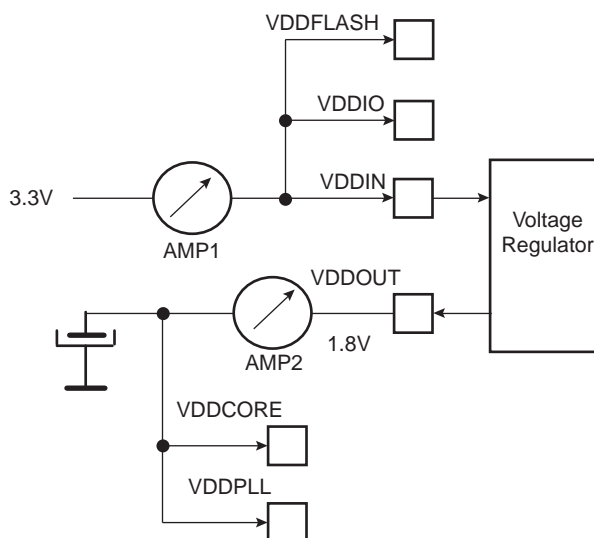 VDDFLASH
VDDIO
VDDIN
3.3V
AMP1
Voltage
Regulator
VDDOUT
1.8V
AMP2
VDDCORE
VDDPLL